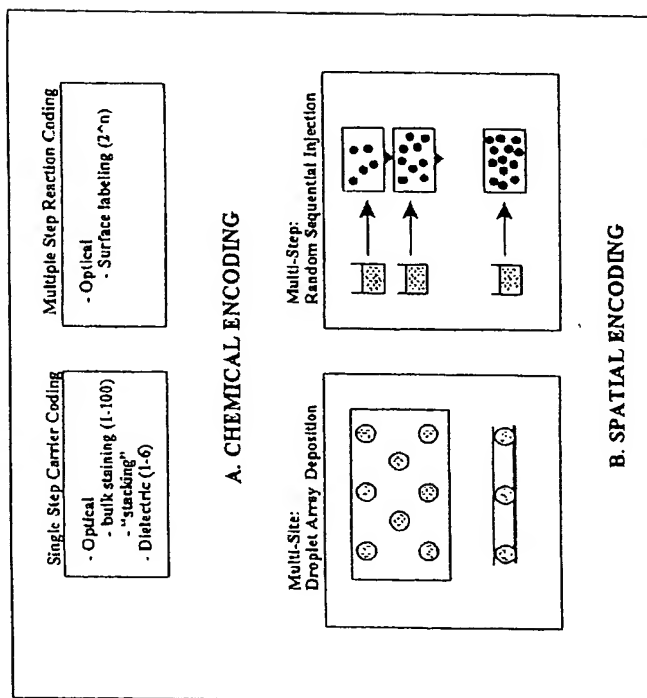 Single Step Carrier Coding
- Optical
- bulk staining (1-100)
- "stacking"
- Dielectric (1-6)
Multiple Step Reaction Coding
- Optical
- Surface labeling (2^n)
A. CHEMICAL ENCODING
Multi-Site:
Droplet Array Deposition
Multi-Step:
Random Sequential Injection
B. SPATIAL ENCODING